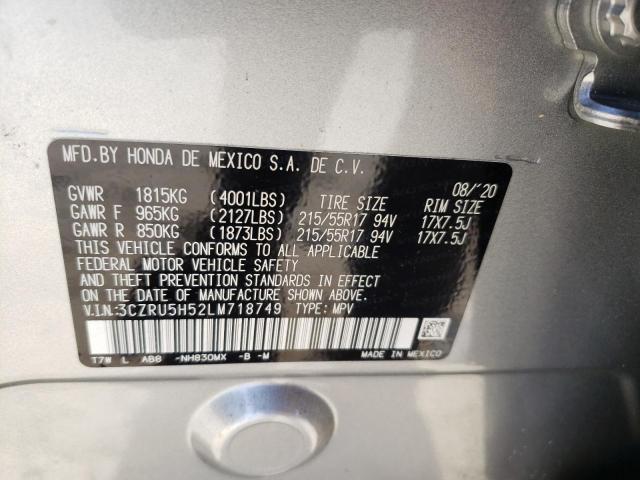 MFD.BY HONDA DE MEXICO S.A. DE C.V.
08/'20
GVWR 1815KG (4001LBS) TIRE SIZE RIM SIZE
GAWR F 965KG (2127LBS) 215/55R17 94V 17X7.5J
GAWR R 850KG (1873LBS) 215/55R17 94V 17X7.5J
THIS VEHICLE CONFORMS TO ALL APPLICABLE
FEDERAL MOTOR VEHICLE SAFETY
AND THEFT PREVENTION STANDARDS IN EFFECT
ON THE DATE OF MANUFACTURE SHOWN ABOVE.
V.I.N:3CZRU5H52LM718749 TYPE: MPV
T7W L AB8 -NH830MX -B -M MADE IN MEXICO